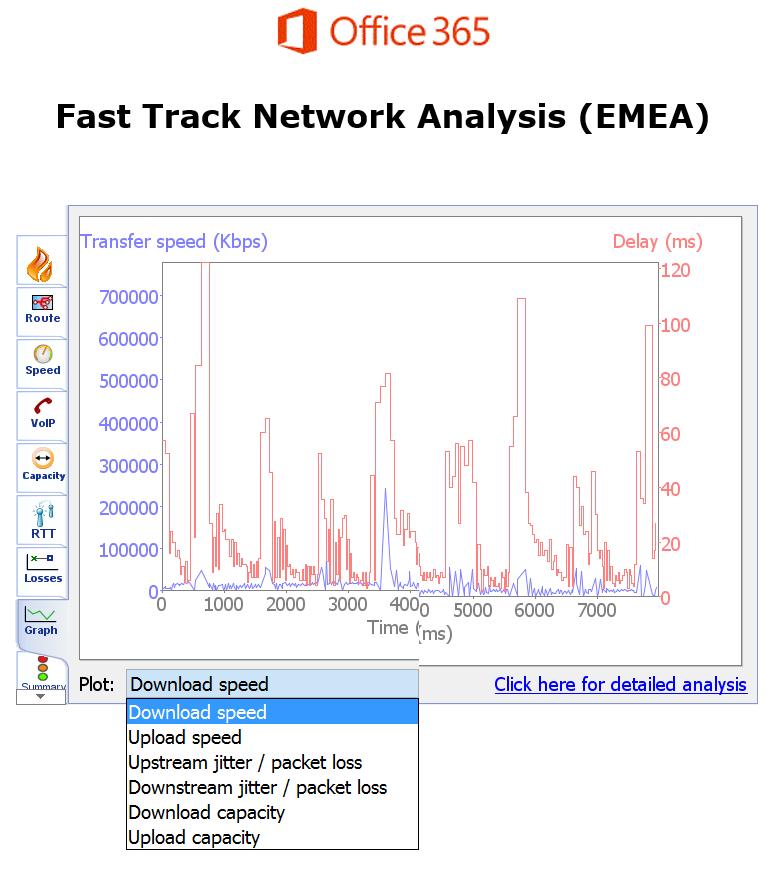 Office 365
Fast Track Network Analysis (EMEA)
Transfer speed (Kbps)
Delay (ms)
700000
600000
500000
400000
300000
200000
100000
0
120
100
80
60
40
20
0
0 1000 2000 3000 4000 5000 6000 7000
Time (ms)
Route
Speed
VoIP
Capacity
RTT
Losses
Graph
Summary
Plot: Download speed
Click here for detailed analysis
Download speed
Upload speed
Upstream jitter / packet loss
Downstream jitter / packet loss
Download capacity
Upload capacity